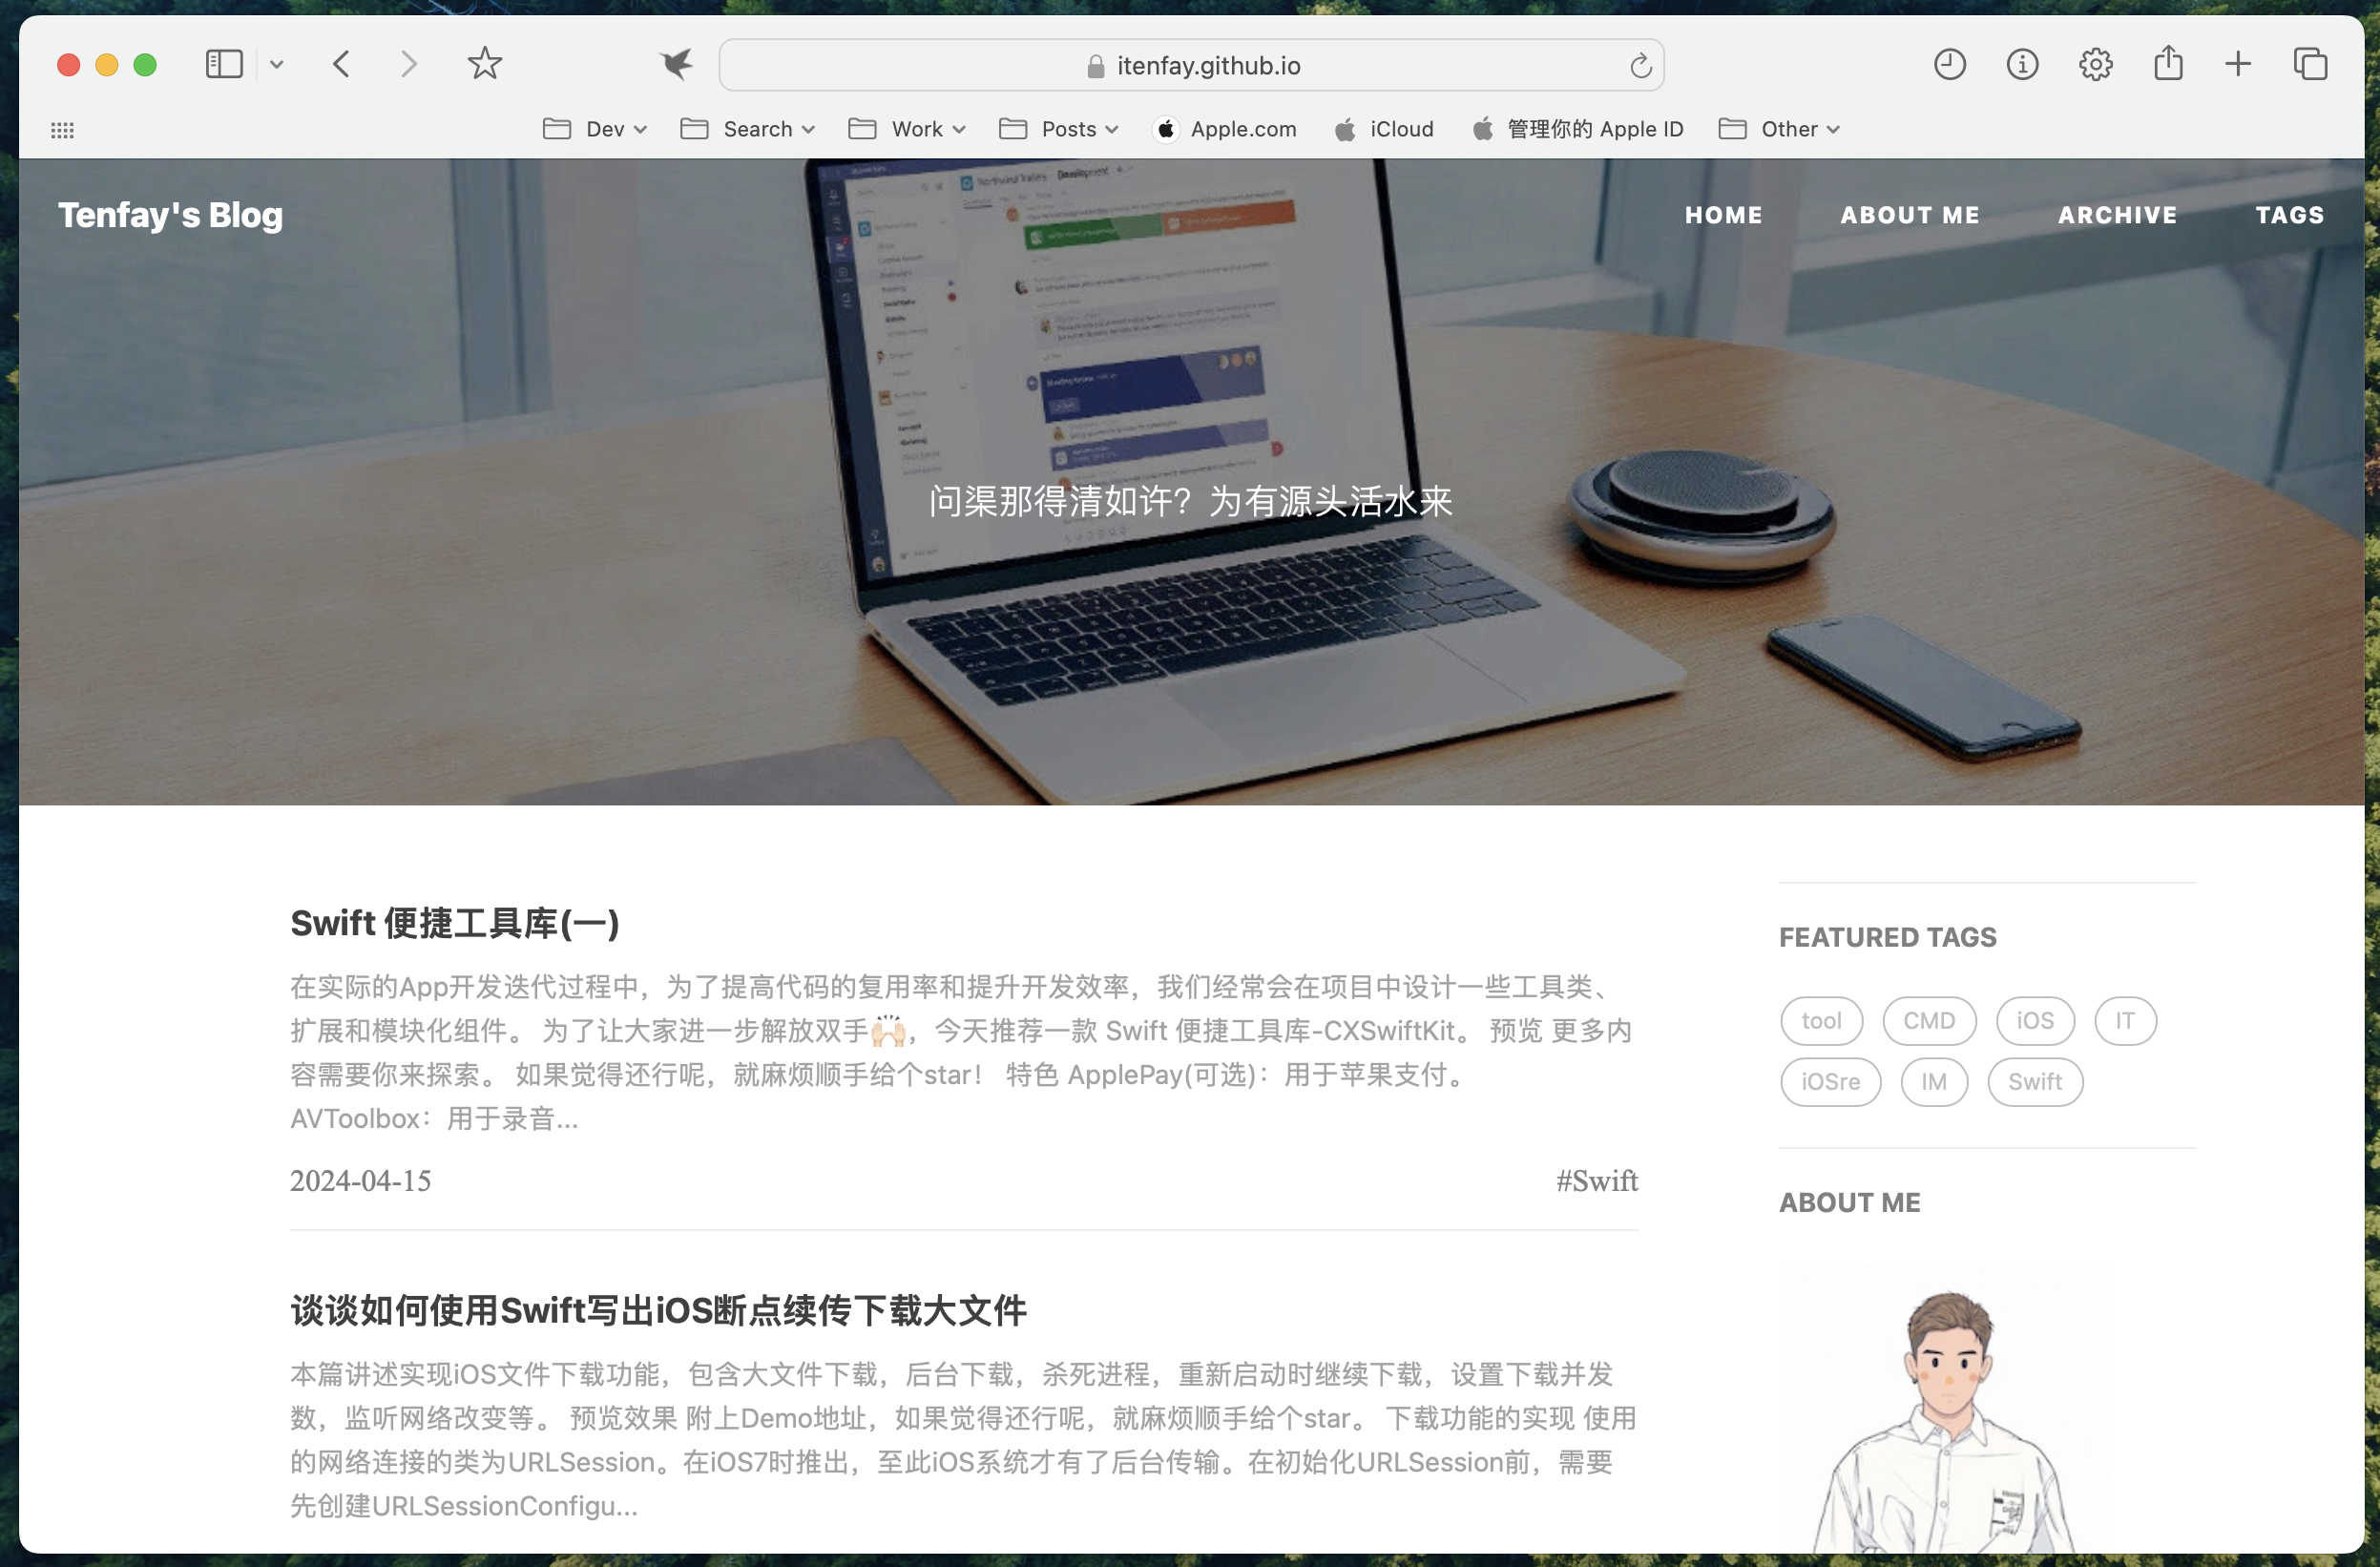 itenfay.github.io
Dev
Search
Work
Posts
Apple.com
iCloud
管理你的 Apple ID
Other
Tenfay's Blog
HOME
ABOUT ME
ARCHIVE
TAGS
Northwind Traders
Development
问渠那得清如许？为有源头活水来
Swift 便捷工具库(一)
在实际的App开发迭代过程中，为了提高代码的复用率和提升开发效率，我们经常会在项目中设计一些工具类、
扩展和模块化组件。 为了让大家进一步解放双手🙌🏻，今天推荐一款 Swift 便捷工具库-CXSwiftKit。 预览 更多内
容需要你来探索。 如果觉得还行呢，就麻烦顺手给个star！ 特色 ApplePay(可选)：用于苹果支付。
AVToolbox：用于录音...
2024-04-15
#Swift
谈谈如何使用Swift写出iOS断点续传下载大文件
本篇讲述实现iOS文件下载功能，包含大文件下载，后台下载，杀死进程，重新启动时继续下载，设置下载并发
数，监听网络改变等。 预览效果 附上Demo地址，如果觉得还行呢，就麻烦顺手给个star。 下载功能的实现 使用
的网络连接的类为URLSession。在iOS7时推出，至此iOS系统才有了后台传输。在初始化URLSession前，需要
先创建URLSessionConfigu...
FEATURED TAGS
tool
CMD
iOS
IT
iOSre
IM
Swift
ABOUT ME